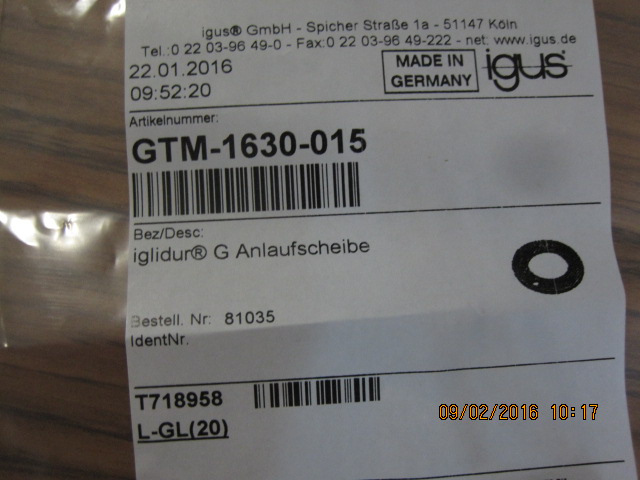 igus® GmbH - Spicher Straße 1a - 51147 Köln
Tel.:0 22 03-96 49-0 - Fax:0 22 03-96 49-222 - net: www.igus.de
22.01.2016
09:52:20
MADE IN
GERMANY
igus®
Artikelnummer:
GTM-1630-015
Bez/Desc:
iglidur® G Anlaufscheibe
Bestell. Nr: 81035
IdentNr.
T718958
L-GL(20)
09/02/2016 10:17